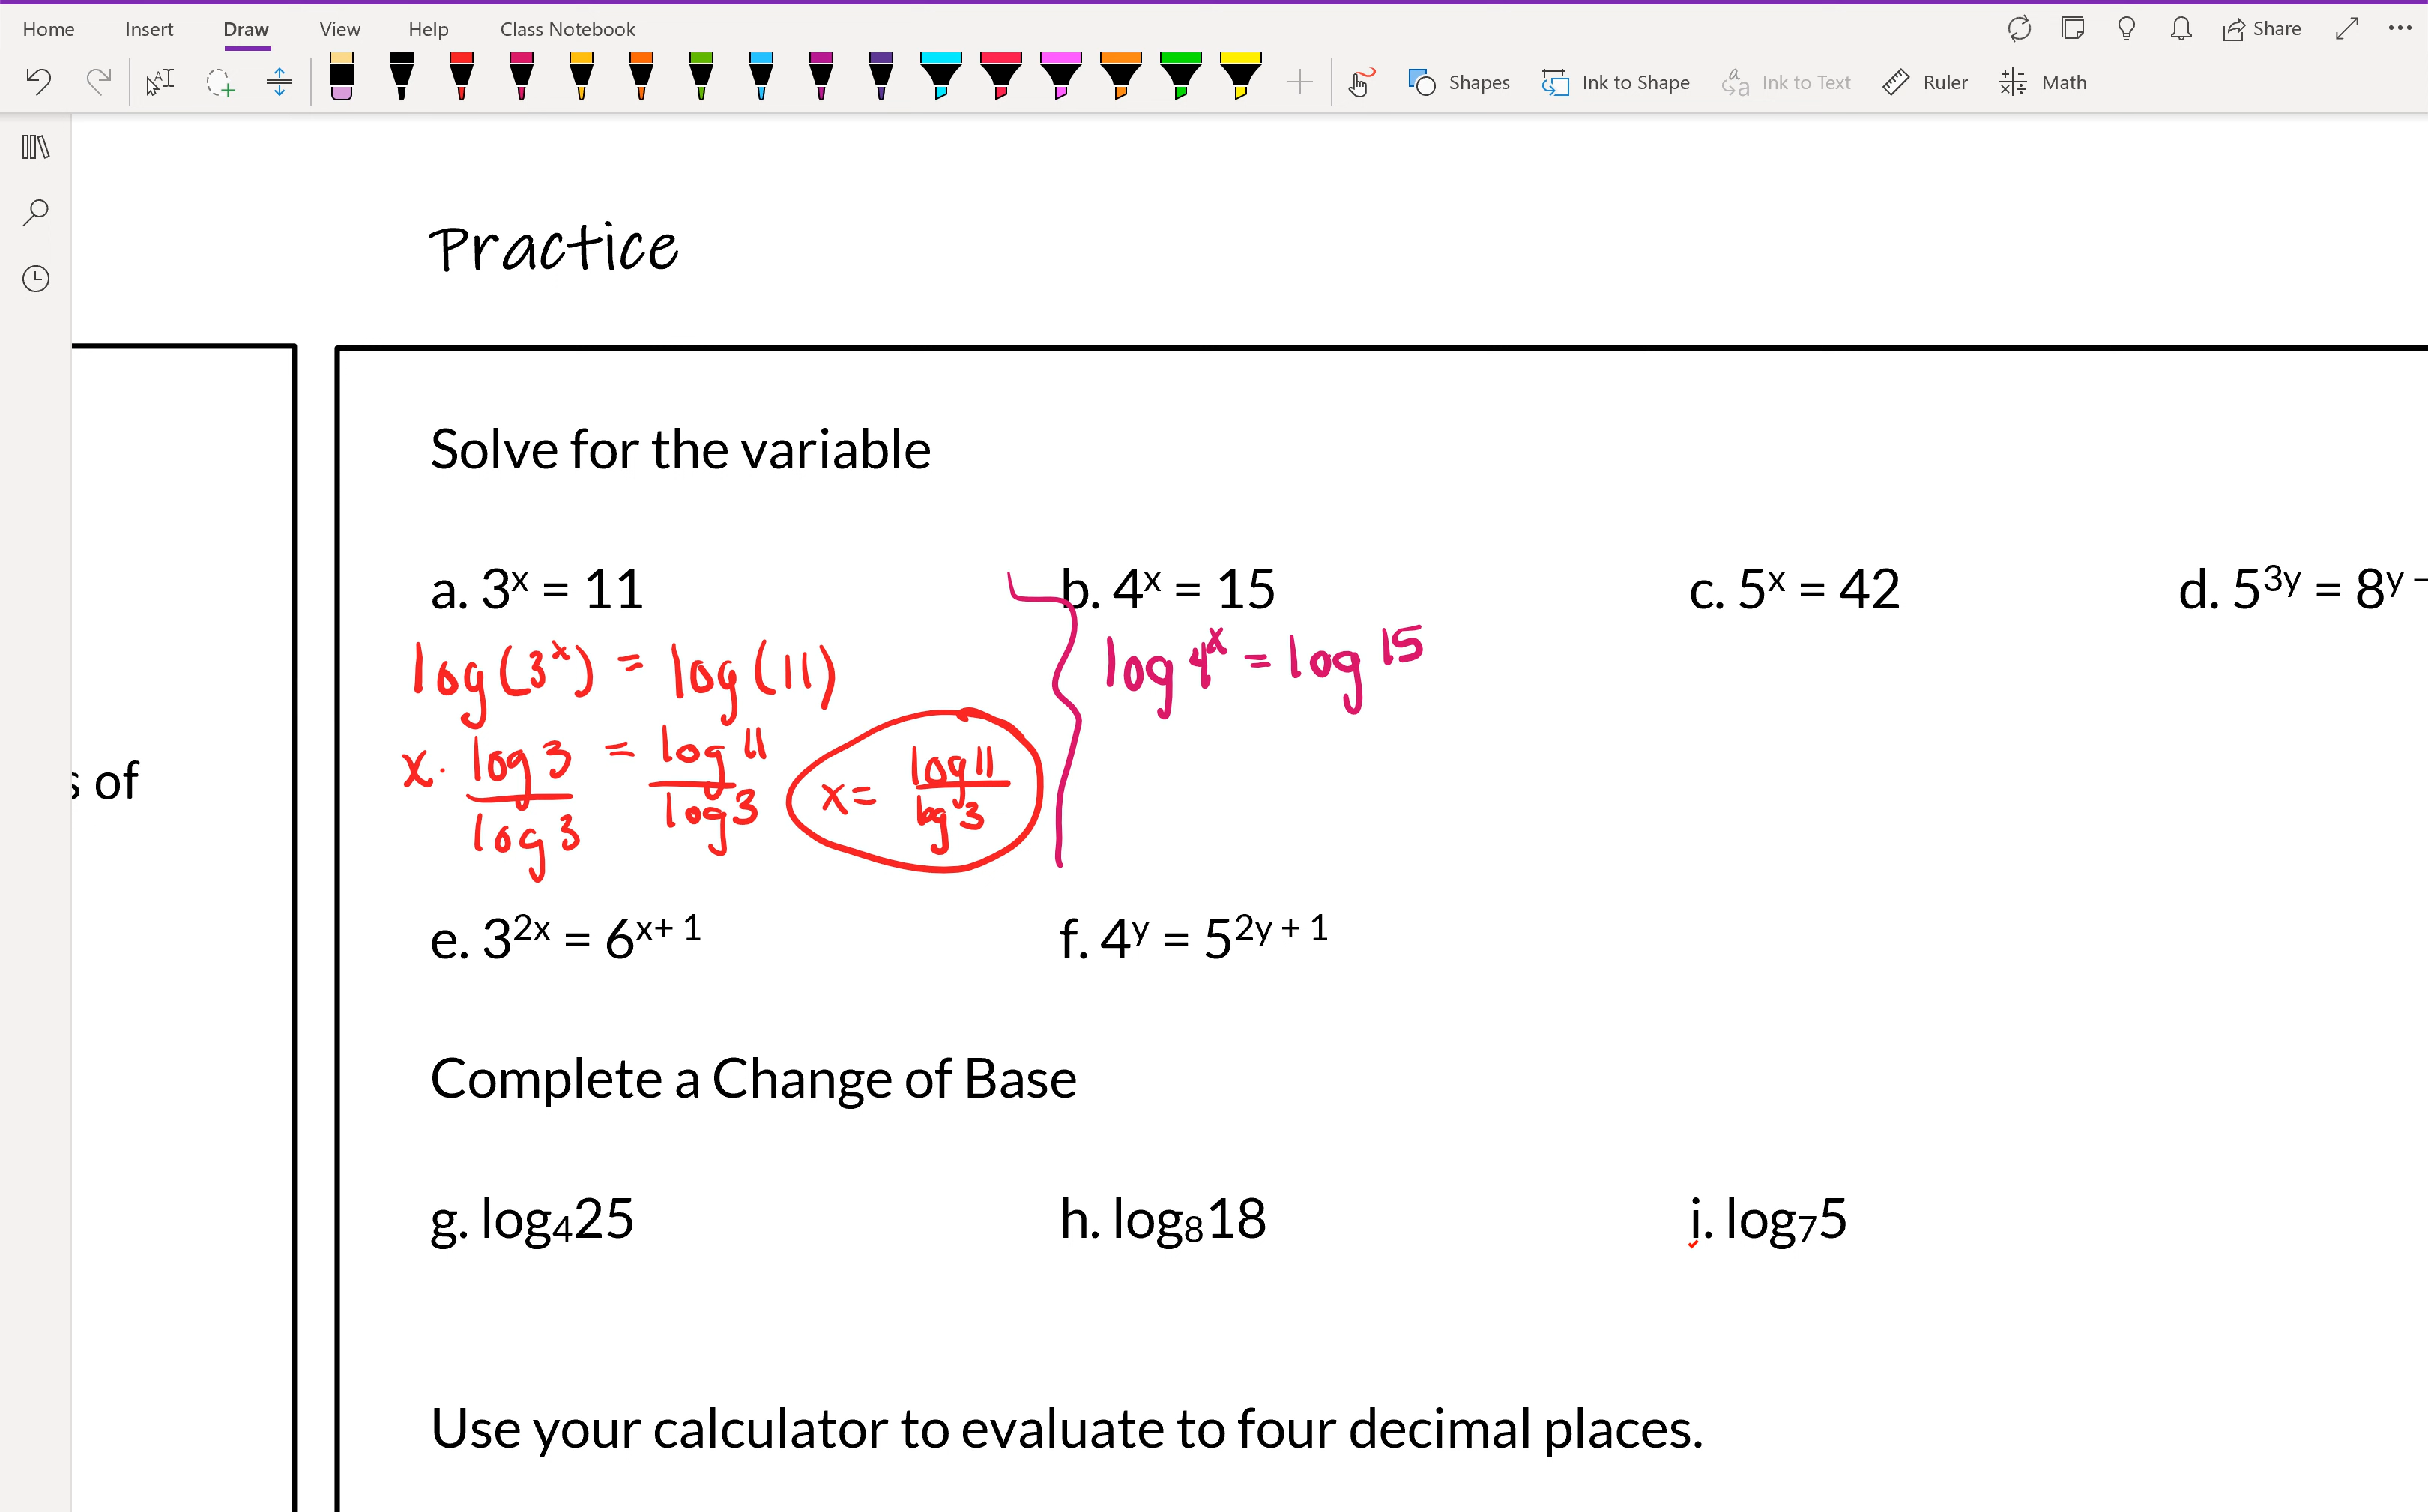 Home Insert Draw View Help Class Notebook Share
Shapes Ink to Shape Ink to Text Ruler Math
Practice
Solve for the variable
a. 3ˣ = 11 b. 4ˣ = 15 c. 5ˣ = 42 d. 5³ʸ = 8ʸ⁻
log(3ˣ) = log(11) log 4ˣ = log 15
x · log 3 / log 3 = log 11 / log 3 x = log 11 / log 3
s of
e. 3²ˣ = 6ˣ⁺ ¹ f. 4ʸ = 5²ʸ ⁺ ¹
Complete a Change of Base
g. log₄25 h. log₈18 i. log₇5
Use your calculator to evaluate to four decimal places.